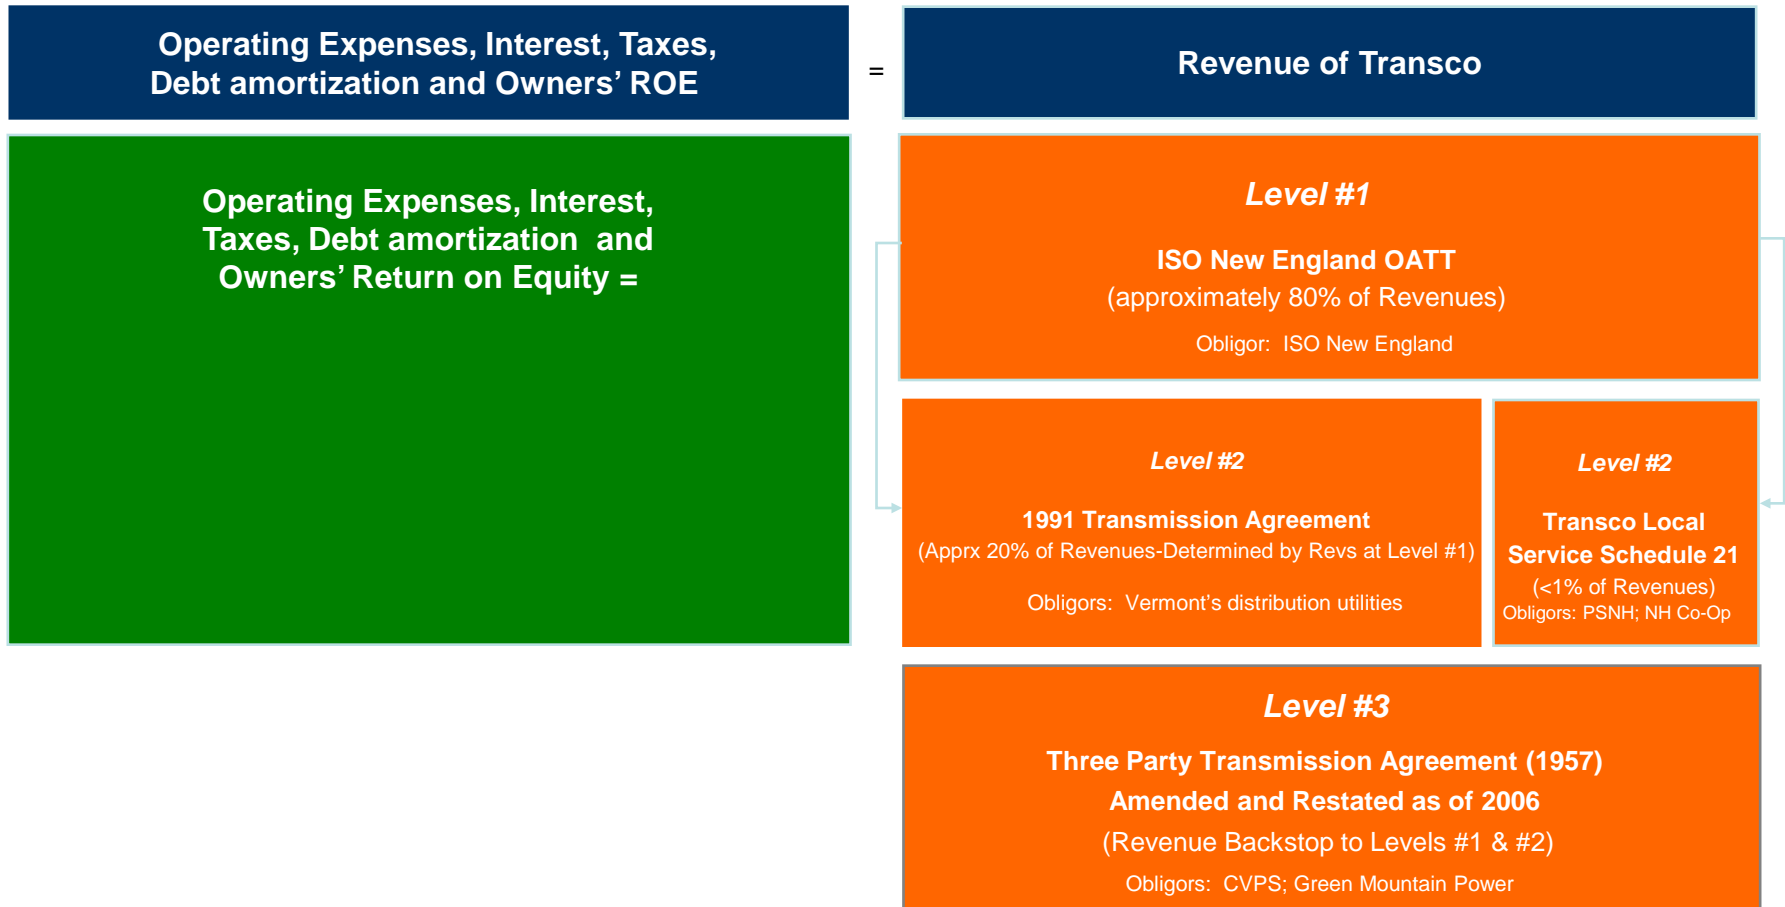 Operating Expenses, Interest, Taxes,
Debt amortization and Owners’ ROE
=
Revenue of Transco
Operating Expenses, Interest,
Taxes, Debt amortization and
Owners’ Return on Equity =
Level #1
ISO New England OATT
(approximately 80% of Revenues)
Obligor: ISO New England
Level #2
1991 Transmission Agreement
(Apprx 20% of Revenues-Determined by Revs at Level #1)
Obligors: Vermont’s distribution utilities
Level #2
Transco Local
Service Schedule 21
(<1% of Revenues)
Obligors: PSNH; NH Co-Op
Level #3
Three Party Transmission Agreement (1957)
Amended and Restated as of 2006
(Revenue Backstop to Levels #1 & #2)
Obligors: CVPS; Green Mountain Power